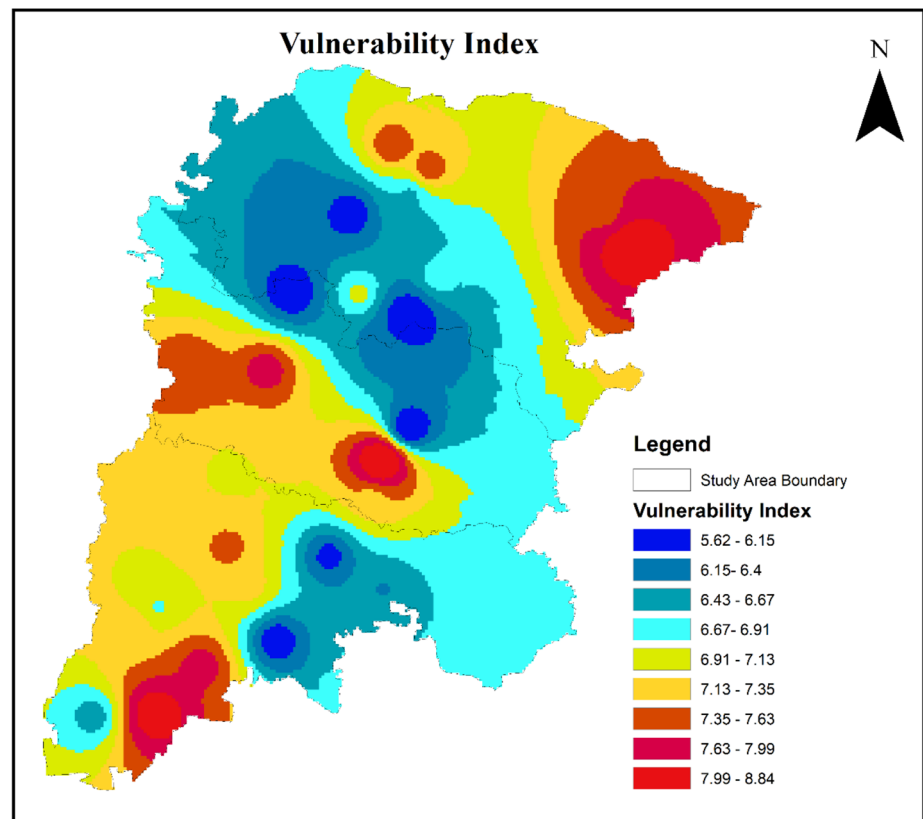 Vulnerability Index
N
Legend
Study Area Boundary
Vulnerability Index
5.62 - 6.15
6.15- 6.4
6.43 - 6.67
6.67- 6.91
6.91 - 7.13
7.13 - 7.35
7.35 - 7.63
7.63 - 7.99
7.99 - 8.84